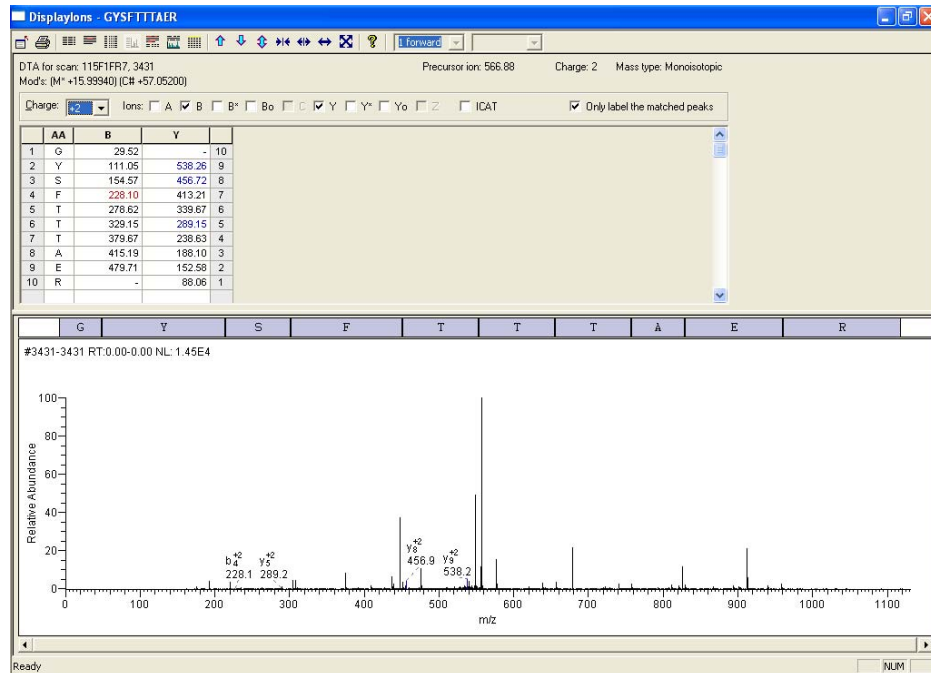 DisplayIons - GYSFTTTAER
1 forward
DTA for scan: 115F1FR7, 3431 Precursor ion: 566.88 Charge: 2 Mass type: Monoisotopic
Mod's: (M* +15.99940) (C# +57.05200)
Charge: +2 Ions: A B B* Bo C Y Y* Yo Z ICAT Only label the matched peaks
AA B Y
1 G 29.52 - 10
2 Y 111.05 538.26 9
3 S 154.57 456.72 8
4 F 228.10 413.21 7
5 T 278.62 339.67 6
6 T 329.15 289.15 5
7 T 379.67 238.63 4
8 A 415.19 188.10 3
9 E 479.71 152.58 2
10 R - 88.06 1
G Y S F T T T A E R
#3431-3431 RT:0.00-0.00 NL: 1.45E4
100
80
60
40
20
0
Relative Abundance
b4+2 228.1
y5+2 289.2
y8+2 456.9
y9+2 538.2
0 100 200 300 400 500 600 700 800 900 1000 1100
m/z
Ready NUM